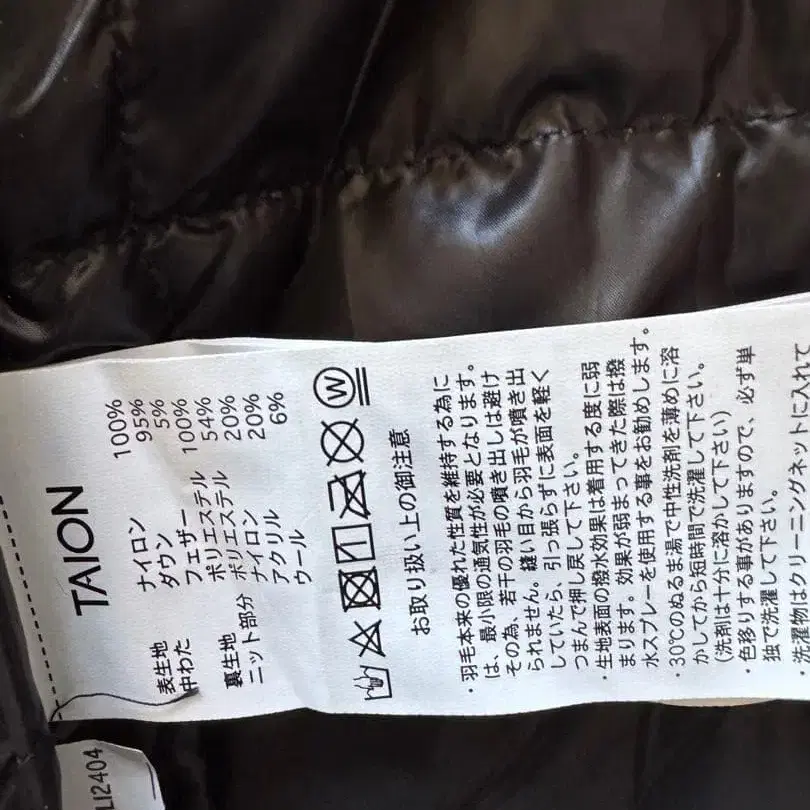 TAION
表生地 ナイロン 100%
中わた ダウン 95%
フェザー 5%
裏生地 ポリエステル 100%
ニット部分 ポリエステル 54%
ナイロン 20%
アクリル 20%
ウール 6%
W
お取り扱い上の御注意
・羽毛本来の優れた性質を維持する為に
は、最小限の通気性が必要となります。
その為、若干の羽毛の噴き出しは避け
られません。縫い目から羽毛が噴き出
していたら、引っ張らずに表面を軽く
つまんで押し戻して下さい。
・生地表面の撥水効果は着用する度に弱
まります。効果が弱まってきた際は撥
水スプレーを使用する事をお勧めします。
・30℃のぬるま湯で中性洗剤を薄めに溶
かしてから短時間で洗濯して下さい。
(洗剤は十分に溶かして下さい)
・色移りする事がありますので、必ず単
独で洗濯して下さい。
・洗濯物はクリーニングネットに入れて
LI2404